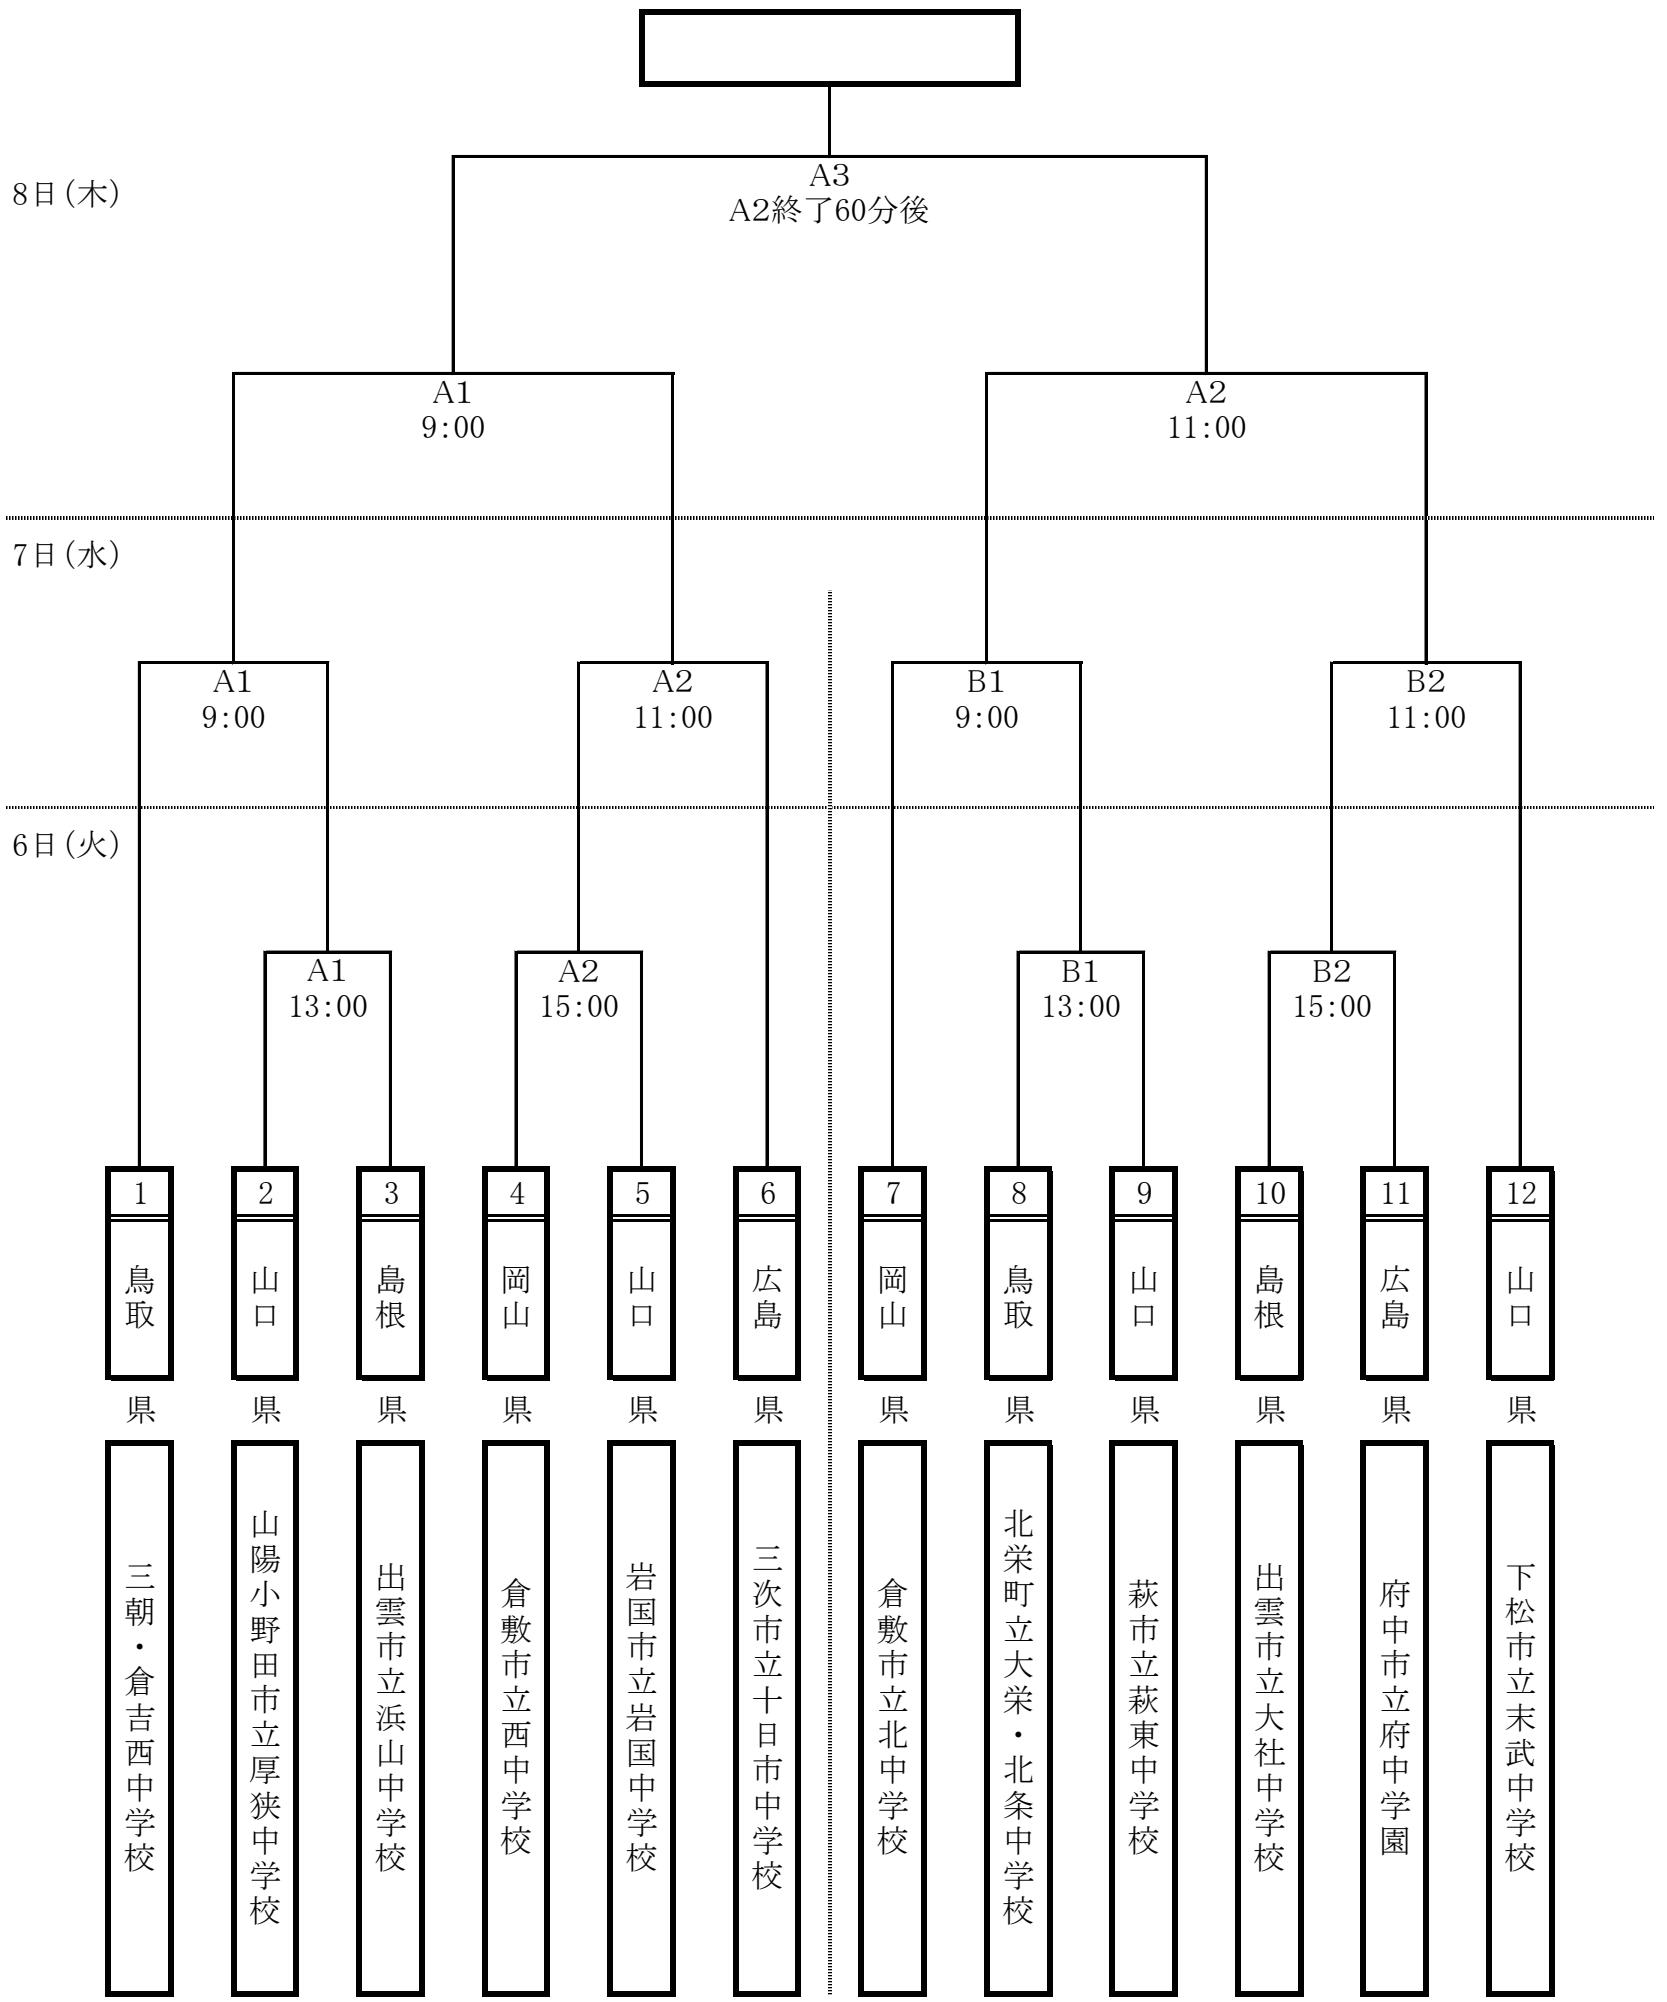 A3
8日(木)
A2終了60分後
A1
A2
9:00
11:00
7日(水)
A1
A2
B1
B2
9:00
11:00
9:00
11:00
6日(火)
A1
A2
B1
B2
13:00
15:00
13:00
15:00
1
2
3
4
5
6
7
8
9
10
11
12
鳥取
山口
島根
岡山
山口
広島
岡山
鳥取
山口
島根
広島
山口
県
県
県
県
県
県
県
県
県
県
県
県
三朝・倉吉西中学校
山陽小野田市立厚狭中学校
出雲市立浜山中学校
倉敷市立西中学校
岩国市立岩国中学校
三次市立十日市中学校
倉敷市立北中学校
北栄町立大栄・北条中学校
萩市立萩東中学校
出雲市立大社中学校
府中市立府中学園
下松市立末武中学校